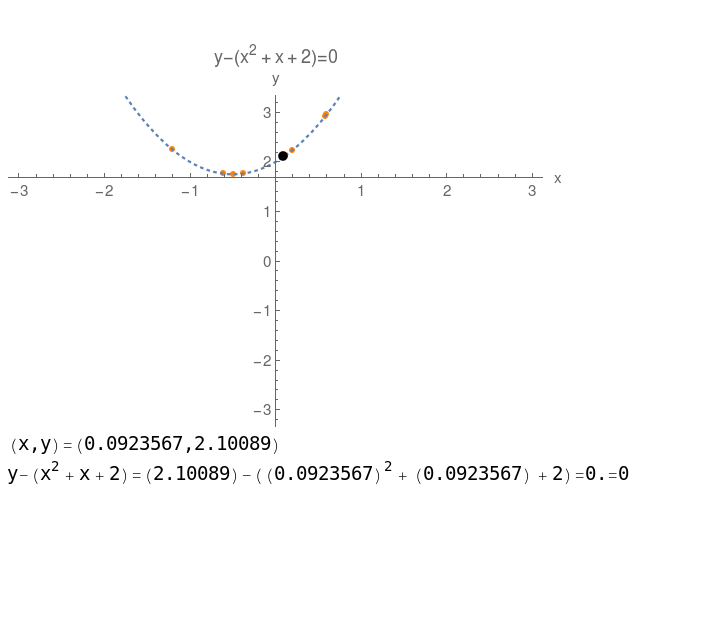 y−(x² + x + 2)=0
y
3
2
−3 −2 −1 1 2 3 x
1
0
−1
−2
−3
(x,y)=(0.0923567,2.10089)
y−(x² + x + 2)=(2.10089)−((0.0923567)² + (0.0923567) + 2)=0.=0